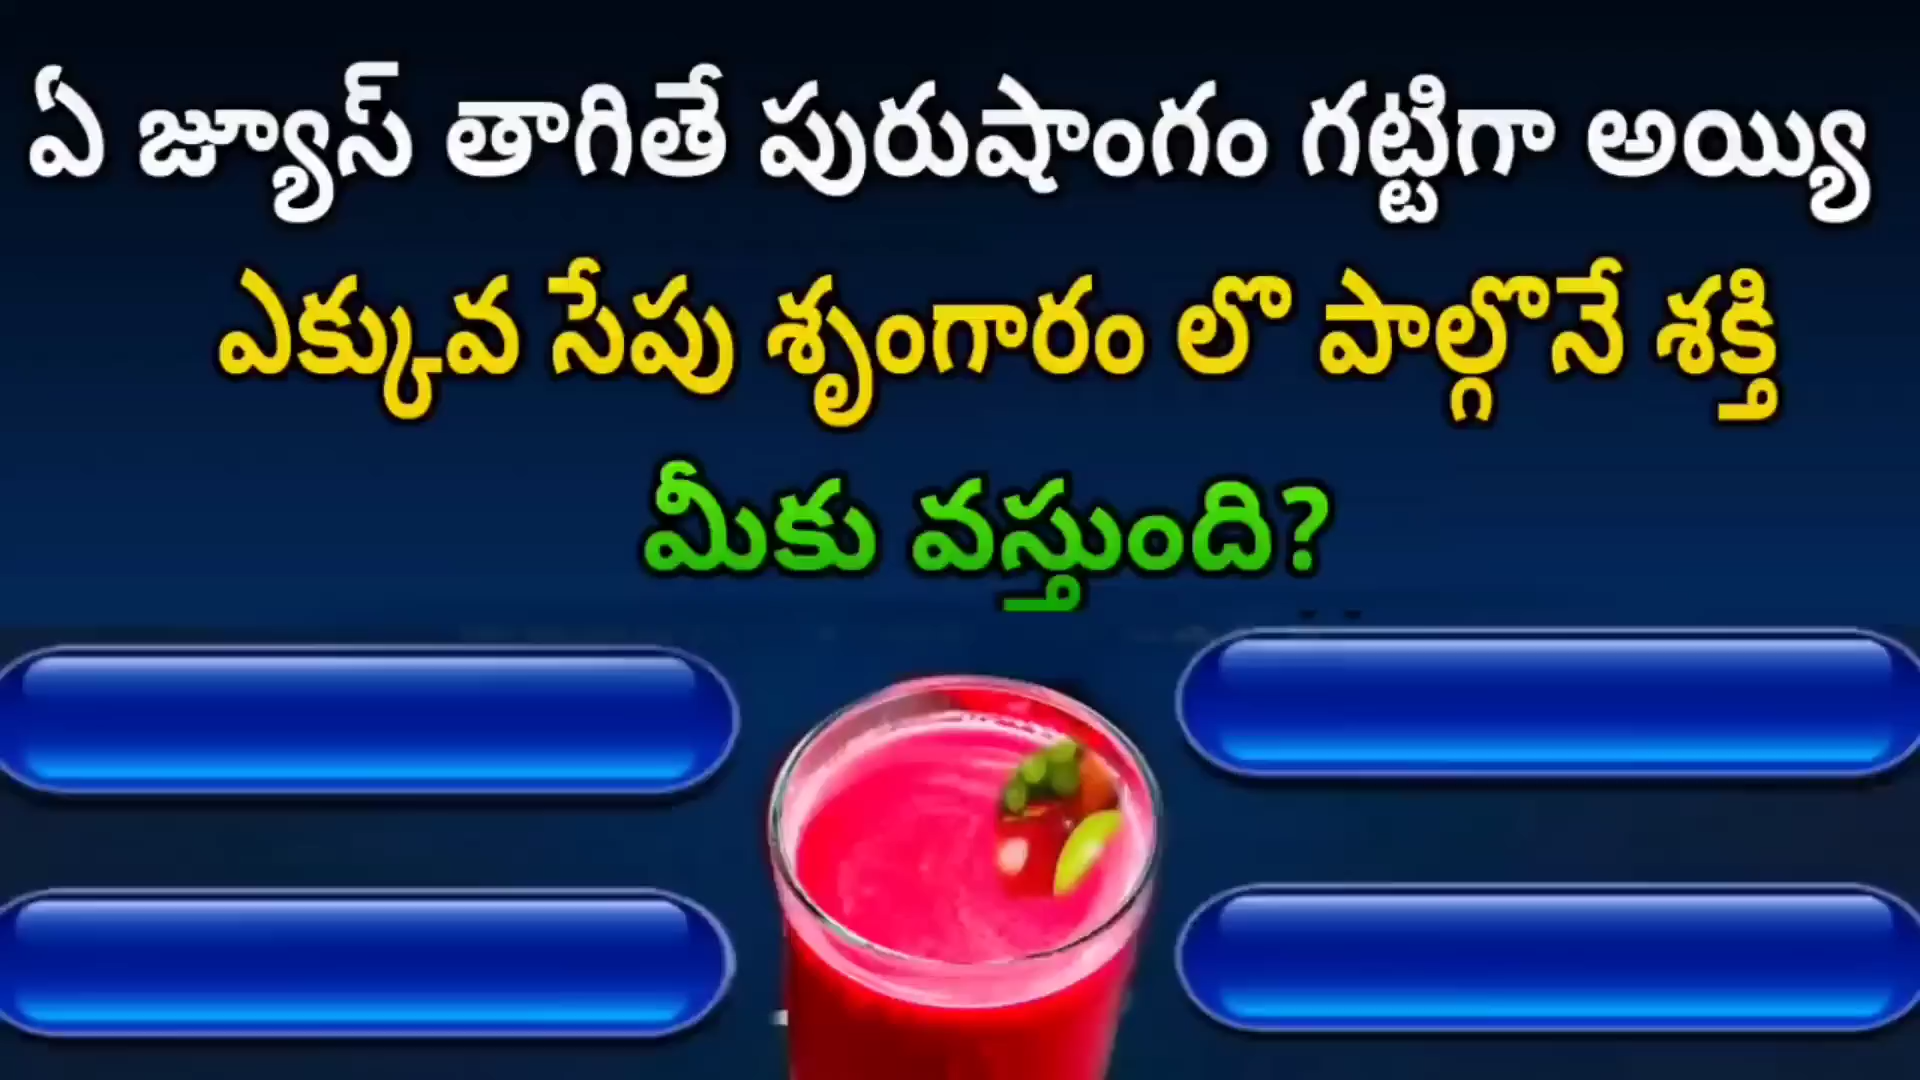 ఏ జ్యూస్ తాగితే పురుషాంగం గట్టిగా అయ్యి
ఎక్కువ సేపు శృంగారం లొ పాల్గొనే శక్తి
మీకు వస్తుంది?